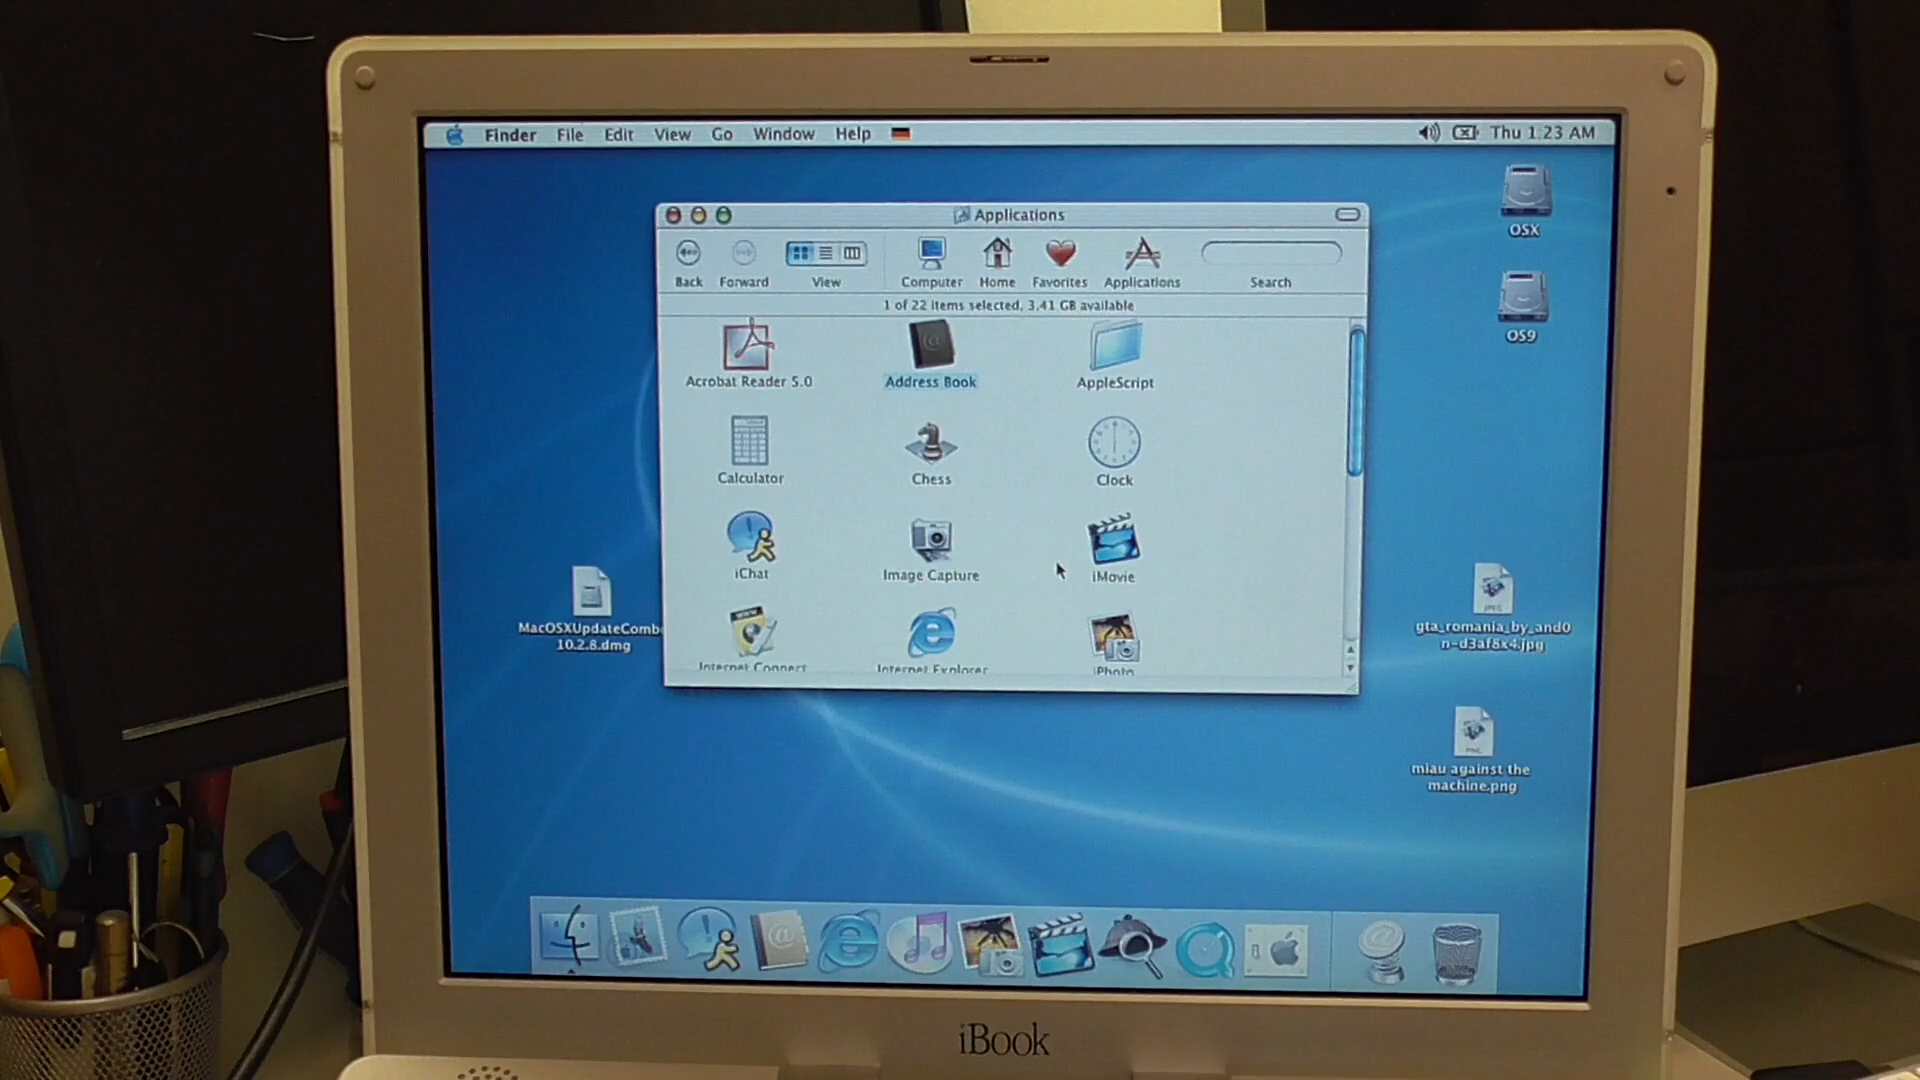 Finder File Edit View Go Window Help
Thu 1:23 AM
Applications
Back Forward View Computer Home Favorites Applications Search
1 of 22 items selected, 3.41 GB available
Acrobat Reader 5.0 Address Book AppleScript
Calculator Chess Clock
iChat Image Capture iMovie
Internet Connect Internet Explorer iPhoto
OSX
OS9
MacOSXUpdateComb
10.2.8.dmg
gta_romania_by_and0
n-d3af8x4.jpg
JPEG
miau against the
machine.png
PNG
iBook